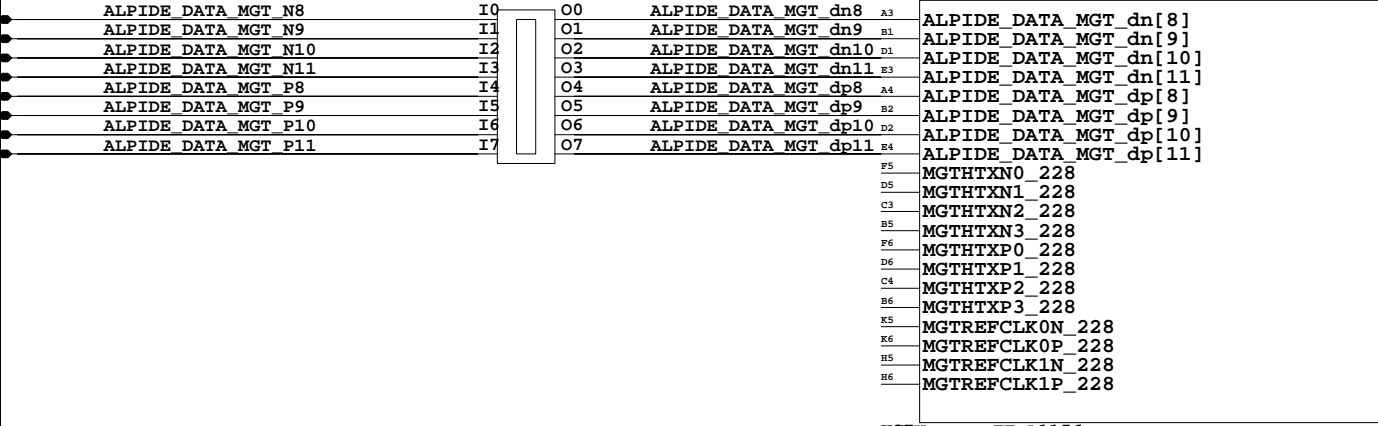 ALPIDE_DATA_MGT_N8 I0 O0 ALPIDE_DATA_MGT_dn8 A3 ALPIDE_DATA_MGT_dn[8]
ALPIDE_DATA_MGT_N9 I1 O1 ALPIDE_DATA_MGT_dn9 B1 ALPIDE_DATA_MGT_dn[9]
ALPIDE_DATA_MGT_N10 I2 O2 ALPIDE_DATA_MGT_dn10 D1 ALPIDE_DATA_MGT_dn[10]
ALPIDE_DATA_MGT_N11 I3 O3 ALPIDE_DATA_MGT_dn11 E3 ALPIDE_DATA_MGT_dn[11]
ALPIDE_DATA_MGT_P8 I4 O4 ALPIDE_DATA_MGT_dp8 A4 ALPIDE_DATA_MGT_dp[8]
ALPIDE_DATA_MGT_P9 I5 O5 ALPIDE_DATA_MGT_dp9 B2 ALPIDE_DATA_MGT_dp[9]
ALPIDE_DATA_MGT_P10 I6 O6 ALPIDE_DATA_MGT_dp10 D2 ALPIDE_DATA_MGT_dp[10]
ALPIDE_DATA_MGT_P11 I7 O7 ALPIDE_DATA_MGT_dp11 E4 ALPIDE_DATA_MGT_dp[11]
F5 MGTHTXN0_228
D5 MGTHTXN1_228
C3 MGTHTXN2_228
B5 MGTHTXN3_228
F6 MGTHTXP0_228
D6 MGTHTXP1_228
C4 MGTHTXP2_228
B6 MGTHTXP3_228
K5 MGTREFCLK0N_228
K6 MGTREFCLK0P_228
H5 MGTREFCLK1N_228
H6 MGTREFCLK1P_228